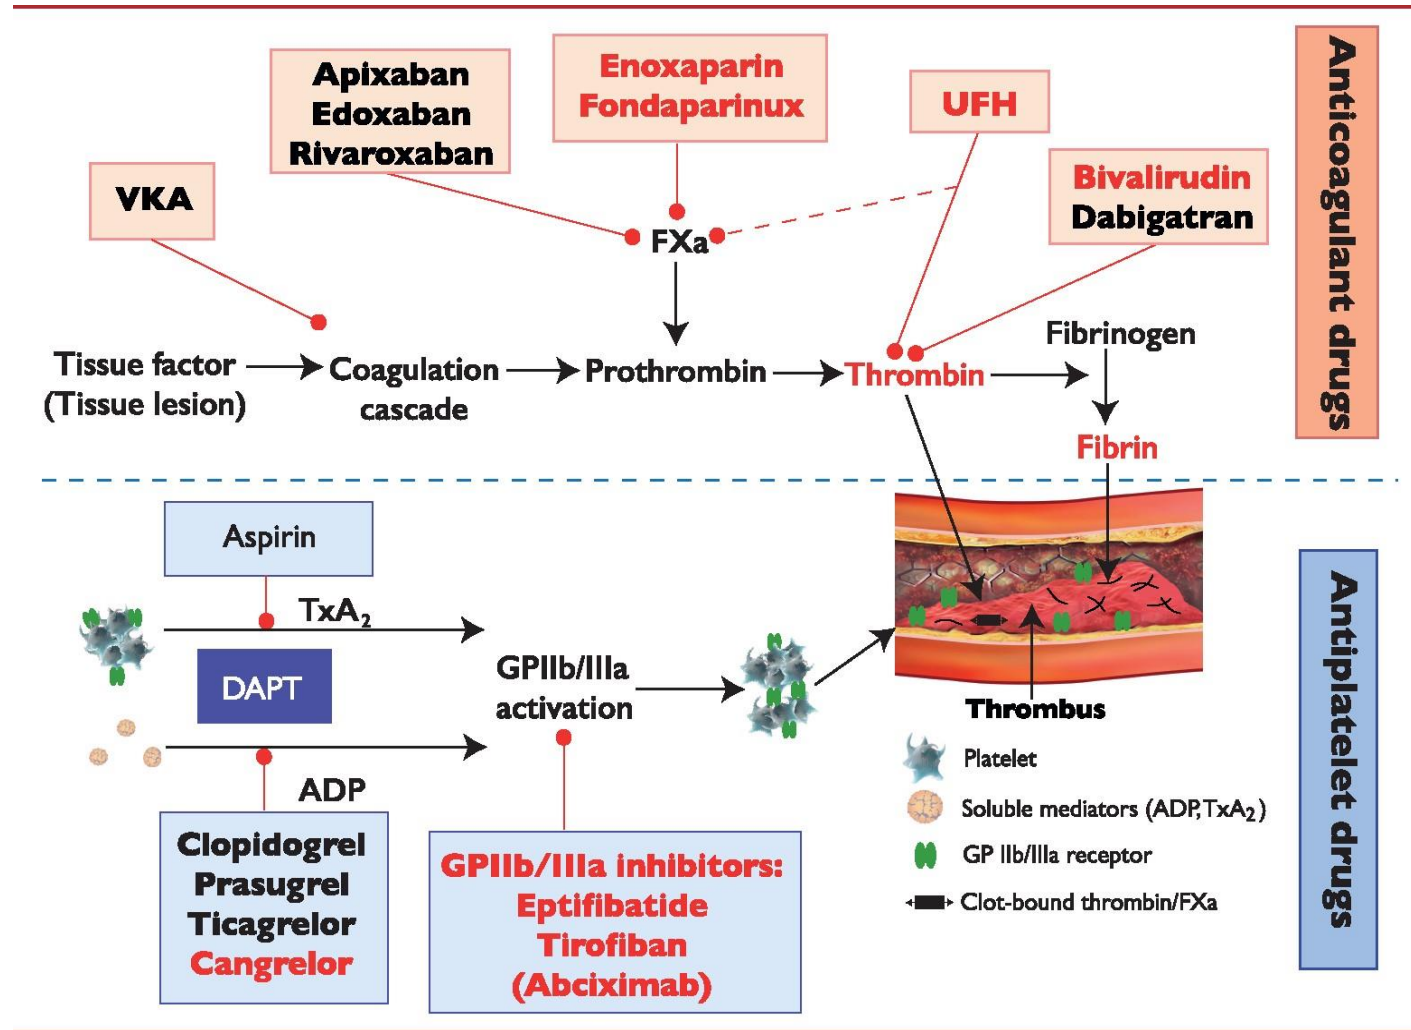 Apixaban
Edoxaban
Rivaroxaban
Enoxaparin
Fondaparinux
UFH
VKA
Bivalirudin
Dabigatran
FXa
Anticoagulant drugs
Tissue factor
(Tissue lesion)
Coagulation
cascade
Prothrombin
Thrombin
Fibrinogen
Fibrin
Aspirin
TxA₂
DAPT
ADP
Clopidogrel
Prasugrel
Ticagrelor
Cangrelor
GPIIb/IIIa
activation
GPIIb/IIIa inhibitors:
Eptifibatide
Tirofiban
(Abciximab)
Thrombus
Platelet
Soluble mediators (ADP,TxA₂)
GP IIb/IIIa receptor
Clot-bound thrombin/FXa
Antiplatelet drugs